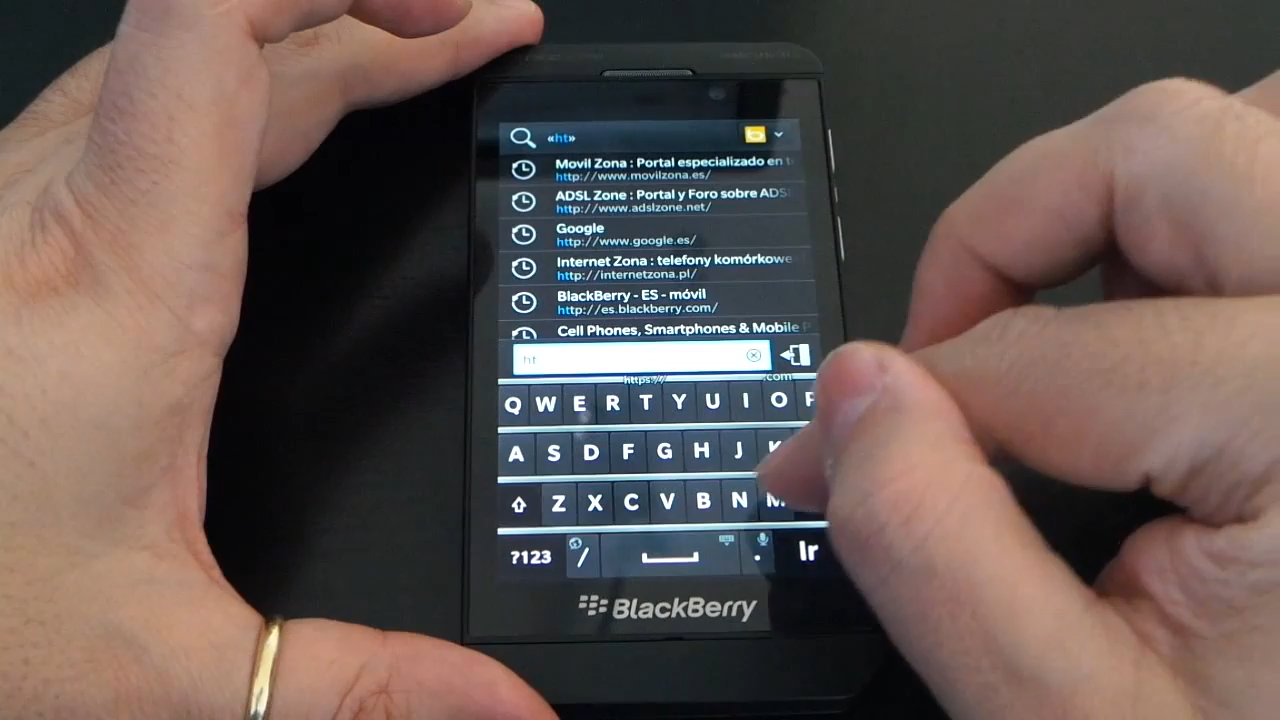 «ht»
Movil Zona : Portal especializado en t
http://www.movilzona.es/
ADSL Zone : Portal y Foro sobre ADS
http://www.adslzone.net/
Google
http://www.google.es/
Internet Zona : telefony komórkowe
http://internetzona.pl/
BlackBerry - ES - móvil
http://es.blackberry.com/
Cell Phones, Smartphones & Mobile P
ht
https:// .com
Q W E R T Y U I O P
A S D F G H J K
Z X C V B N M
?123 / . Ir
BlackBerry